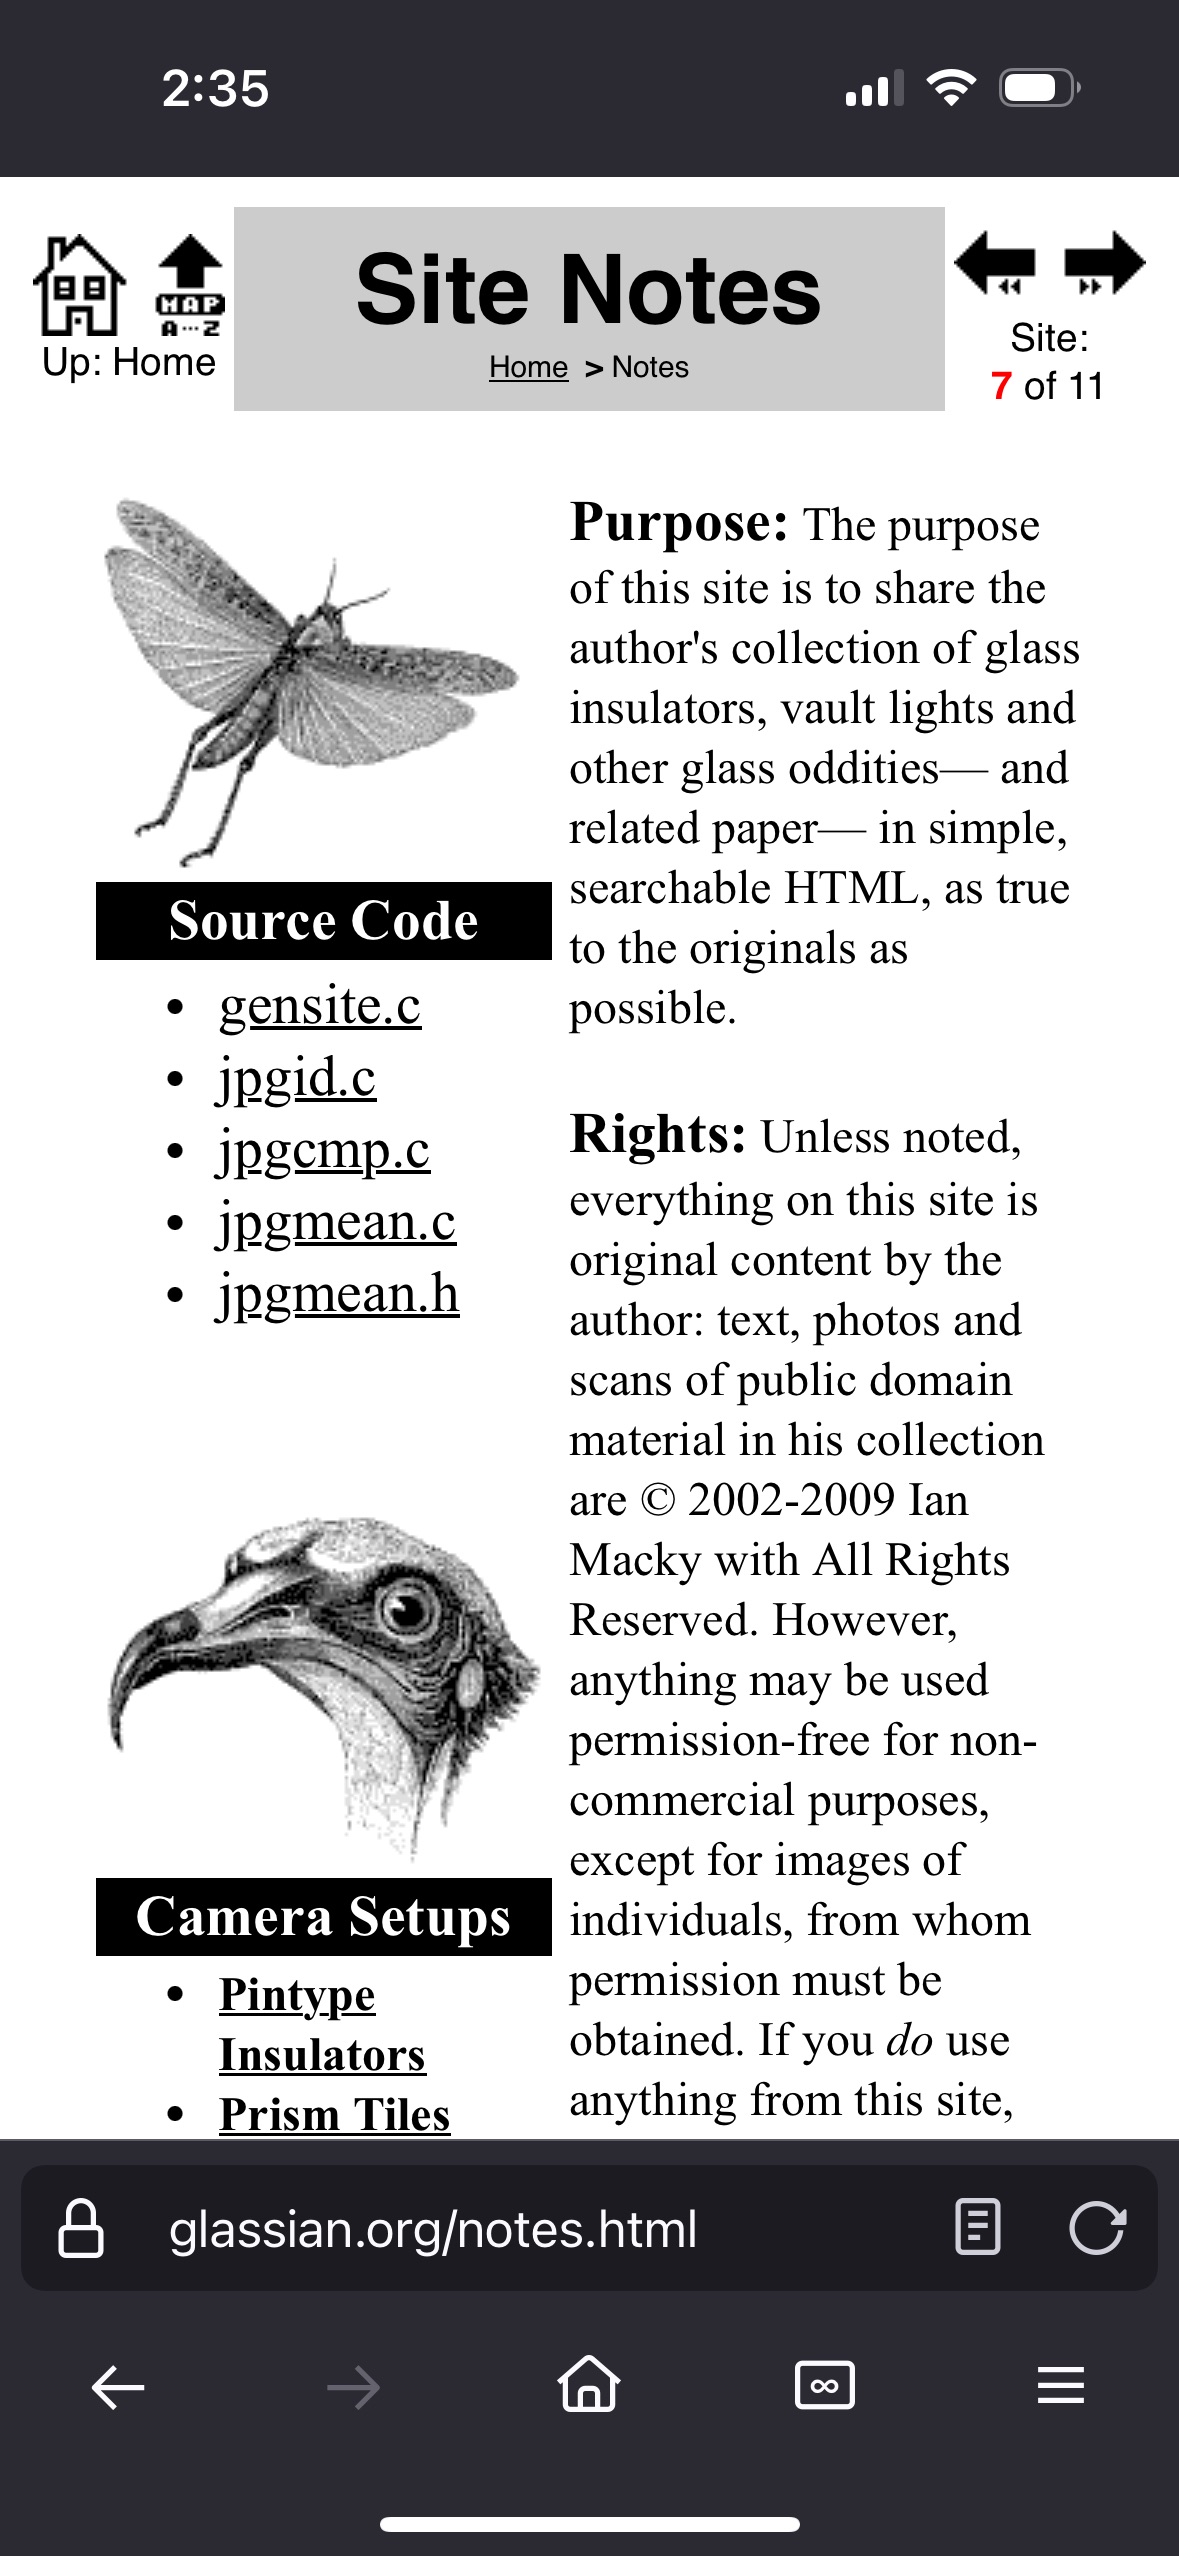 2:35
MAP
A···Z
Up: Home
Site Notes
Home > Notes
Site:
7 of 11
Source Code
• gensite.c
• jpgid.c
• jpgcmp.c
• jpgmean.c
• jpgmean.h
Camera Setups
• Pintype
Insulators
• Prism Tiles
Purpose: The purpose
of this site is to share the
author's collection of glass
insulators, vault lights and
other glass oddities— and
related paper— in simple,
searchable HTML, as true
to the originals as
possible.
Rights: Unless noted,
everything on this site is
original content by the
author: text, photos and
scans of public domain
material in his collection
are © 2002-2009 Ian
Macky with All Rights
Reserved. However,
anything may be used
permission-free for non-
commercial purposes,
except for images of
individuals, from whom
permission must be
obtained. If you do use
anything from this site,
glassian.org/notes.html
∞